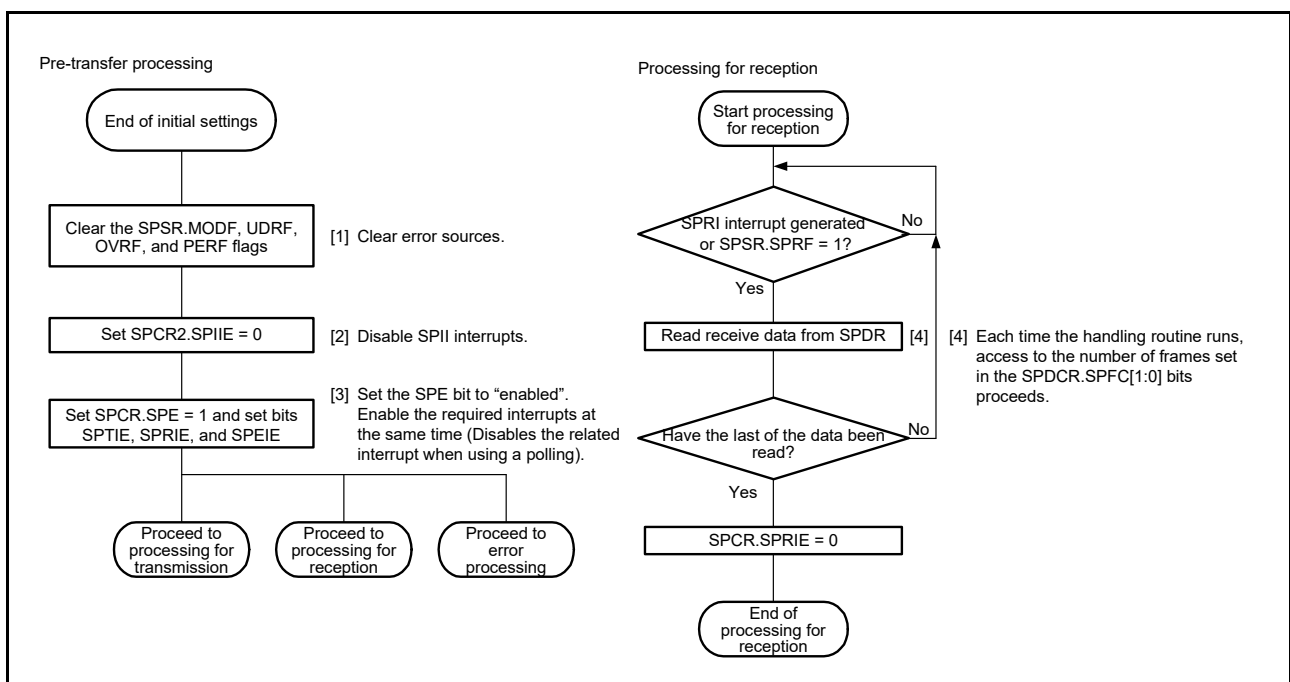 Pre-transfer processing
End of initial settings
Clear the SPSR.MODF, UDRF,
OVRF, and PERF flags
[1] Clear error sources.
Set SPCR2.SPIIE = 0
[2] Disable SPII interrupts.
Set SPCR.SPE = 1 and set bits
SPTIE, SPRIE, and SPEIE
[3] Set the SPE bit to “enabled”.
Enable the required interrupts at
the same time (Disables the related
interrupt when using a polling).
Proceed to
processing for
transmission
Proceed to
processing for
reception
Proceed to
error
processing
Processing for reception
Start processing
for reception
SPRI interrupt generated
or SPSR.SPRF = 1?
No
Yes
Read receive data from SPDR
[4]
[4] Each time the handling routine runs,
access to the number of frames set
in the SPDCR.SPFC[1:0] bits
proceeds.
Have the last of the data been
read?
No
Yes
SPCR.SPRIE = 0
End of
processing for
reception